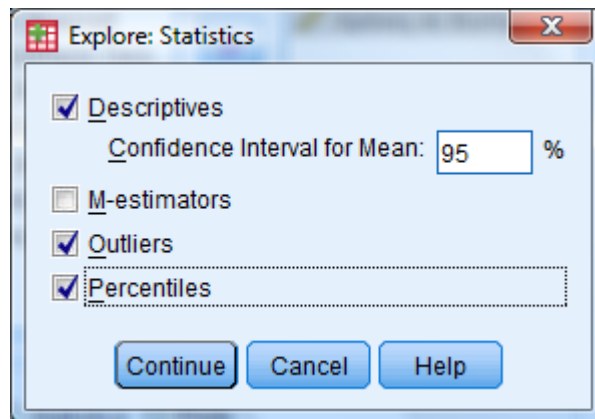 Explore: Statistics
Descriptives
Confidence Interval for Mean: 95 %
M-estimators
Outliers
Percentiles
Continue Cancel Help